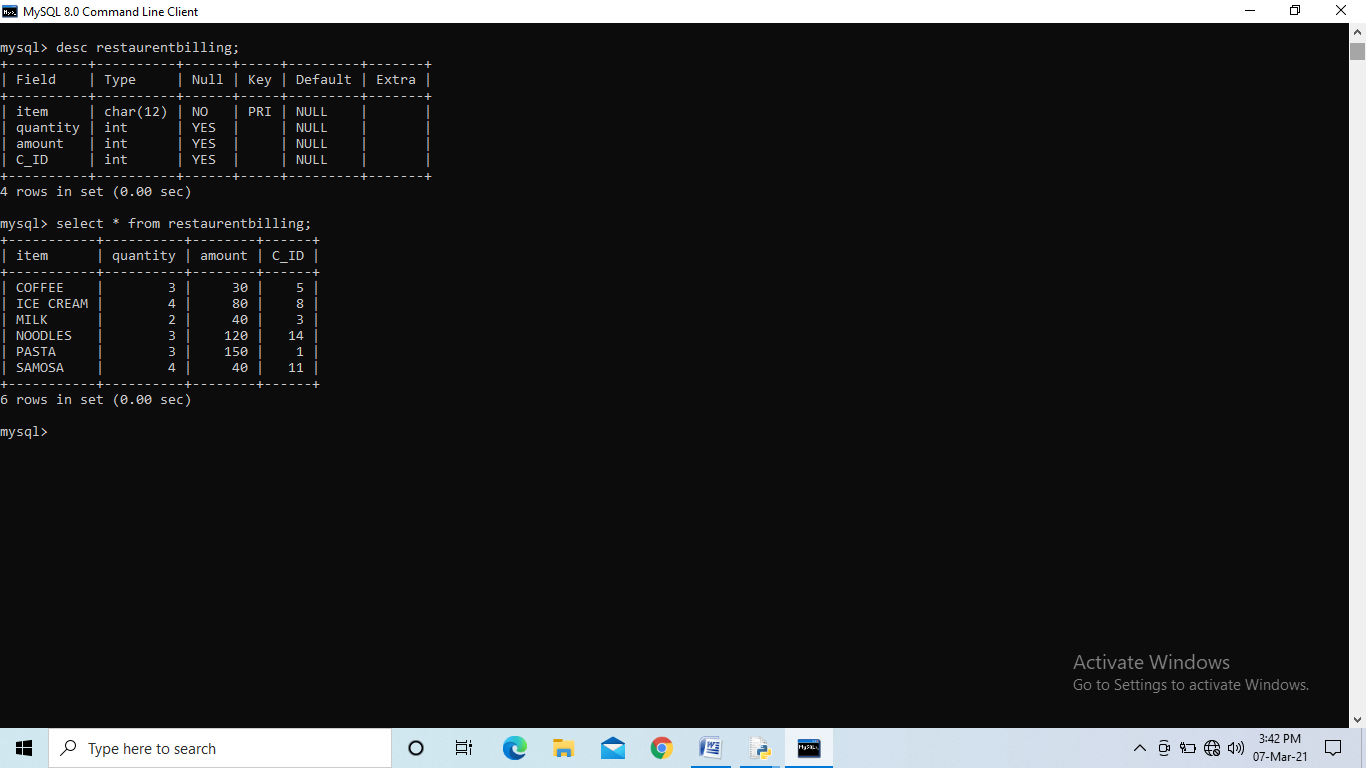 MySQL 8.0 Command Line Client
mysql> desc restaurentbilling;
+----------+----------+------+-----+---------+-------+
| Field    | Type     | Null | Key | Default | Extra |
+----------+----------+------+-----+---------+-------+
| item     | char(12) | NO   | PRI | NULL    |       |
| quantity | int      | YES  |     | NULL    |       |
| amount   | int      | YES  |     | NULL    |       |
| C_ID     | int      | YES  |     | NULL    |       |
+----------+----------+------+-----+---------+-------+
4 rows in set (0.00 sec)
mysql> select * from restaurentbilling;
+-----------+----------+--------+------+
| item      | quantity | amount | C_ID |
+-----------+----------+--------+------+
| COFFEE    |        3 |     30 |    5 |
| ICE CREAM |        4 |     80 |    8 |
| MILK      |        2 |     40 |    3 |
| NOODLES   |        3 |    120 |   14 |
| PASTA     |        3 |    150 |    1 |
| SAMOSA    |        4 |     40 |   11 |
+-----------+----------+--------+------+
6 rows in set (0.00 sec)
mysql>
Activate Windows
Go to Settings to activate Windows.
Type here to search
3:42 PM
07-Mar-21